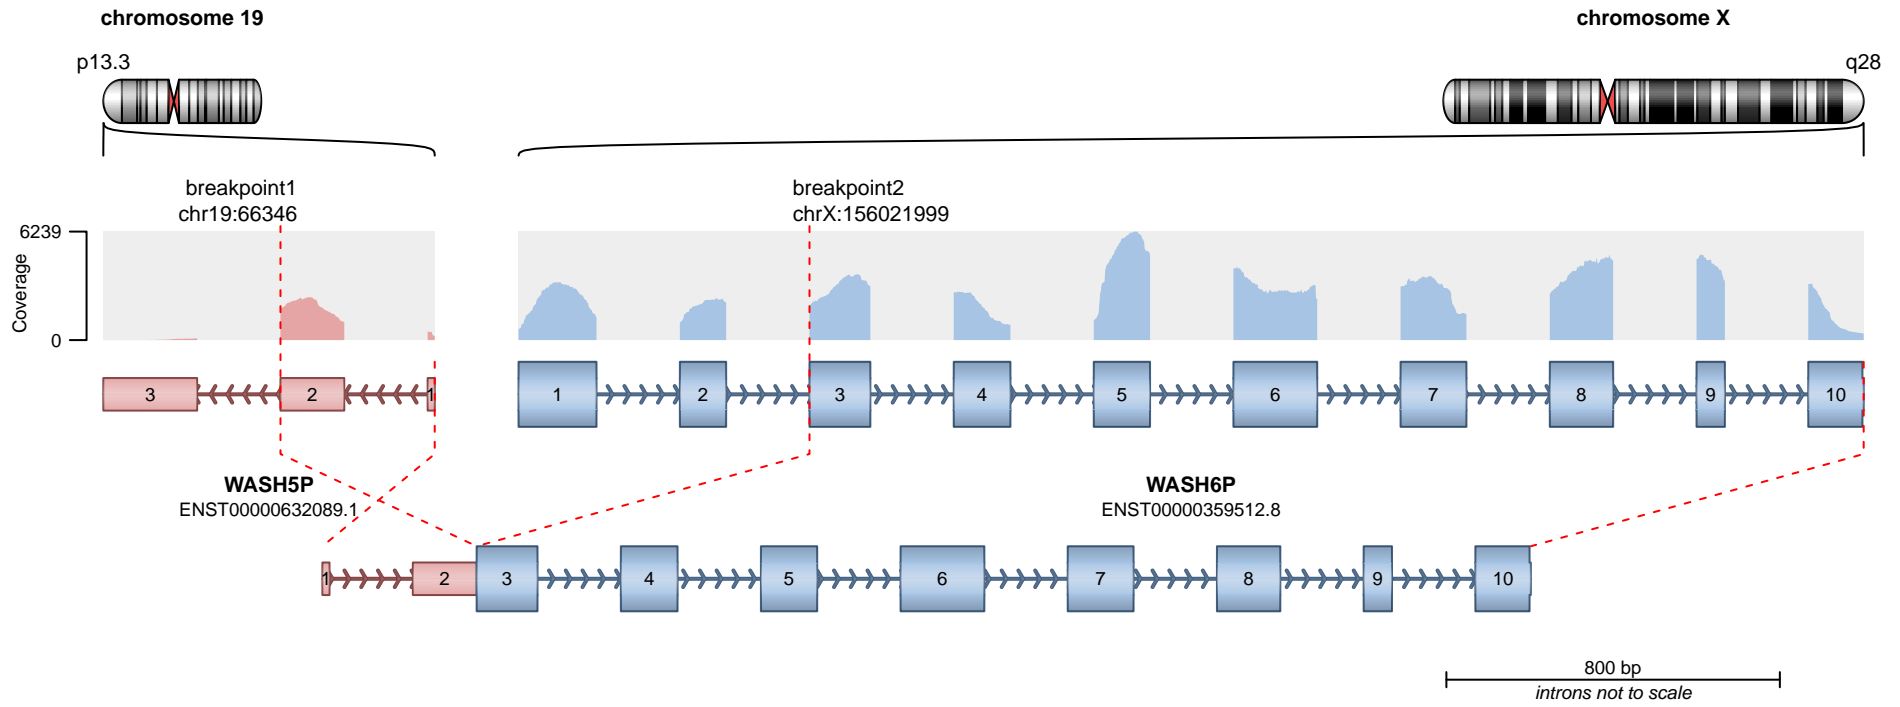 chromosome 19
chromosome X
p13.3
q28
breakpoint1
chr19:66346
breakpoint2
chrX:156021999
6239
0
Coverage
3 2 1 1 2 3 4 5 6 7 8 9 10
WASH5P
ENST00000632089.1
WASH6P
ENST00000359512.8
1 2 3 4 5 6 7 8 9 10
800 bp
introns not to scale